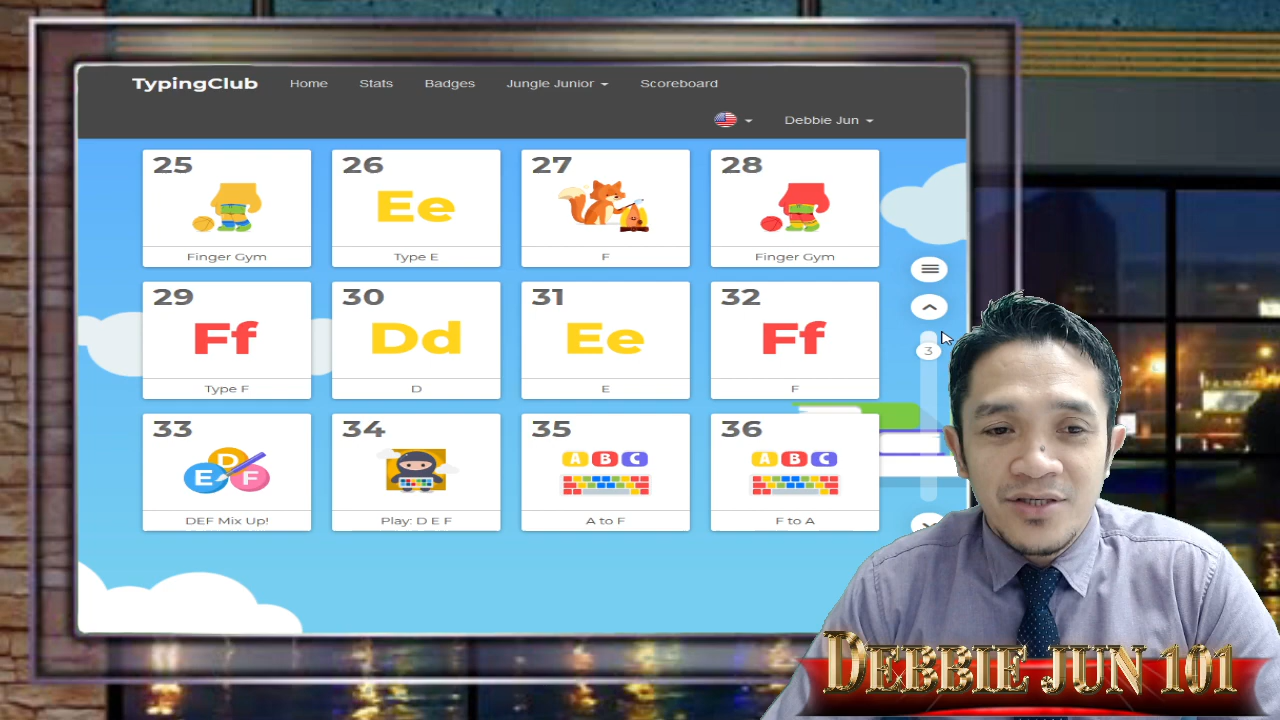 TypingClub Home Stats Badges Jungle Junior Scoreboard
Debbie Jun
25 26 27 28
Ee
Finger Gym Type E F Finger Gym
29 30 31 32
Ff Dd Ee Ff
Type F D E F
33 34 35 36
D E F A B C A B C
DEF Mix Up! Play: D E F A to F F to A
3
DEBBIE JUN 101